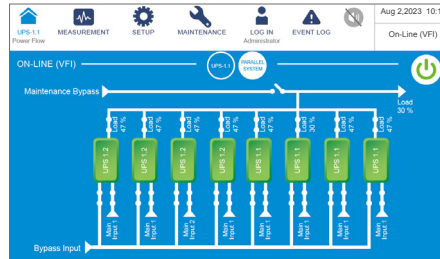 Aug 2,2023 10:1
UPS-1.1
Power Flow
MEASUREMENT
SETUP
MAINTENANCE
LOG IN
Administrator
EVENT LOG
On-Line (VFI)
ON-LINE (VFI)
UPS-1.1
PARALLEL
SYSTEM
Maintenance Bypass
Load
30 %
Load
47 %
Load
47 %
Load
47 %
Load
47 %
Load
47 %
Load
30 %
Load
47 %
Load
47 %
UPS 1.2
UPS 1.2
UPS 1.2
UPS 1.2
UPS 1.1
UPS 1.1
UPS 1.1
UPS 1.1
Main
Input 1
Main
Input 1
Main
Input 2
Main
Input 1
Main
Input 1
Main
Input 1
Main
Input 1
Bypass Input